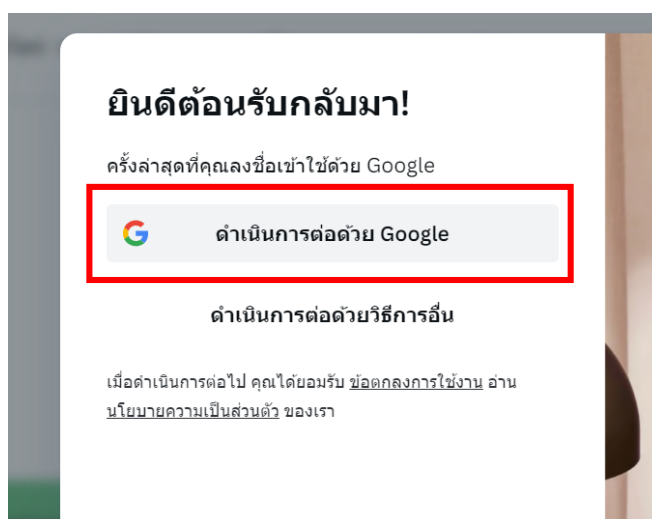 ยินดีต้อนรับกลับมา!
ครั้งล่าสุดที่คุณลงชื่อเข้าใช้ด้วย Google
ดำเนินการต่อด้วย Google
ดำเนินการต่อด้วยวิธีการอื่น
เมื่อดำเนินการต่อไป คุณได้ยอมรับ ข้อตกลงการใช้งาน อ่าน
นโยบายความเป็นส่วนตัว ของเรา